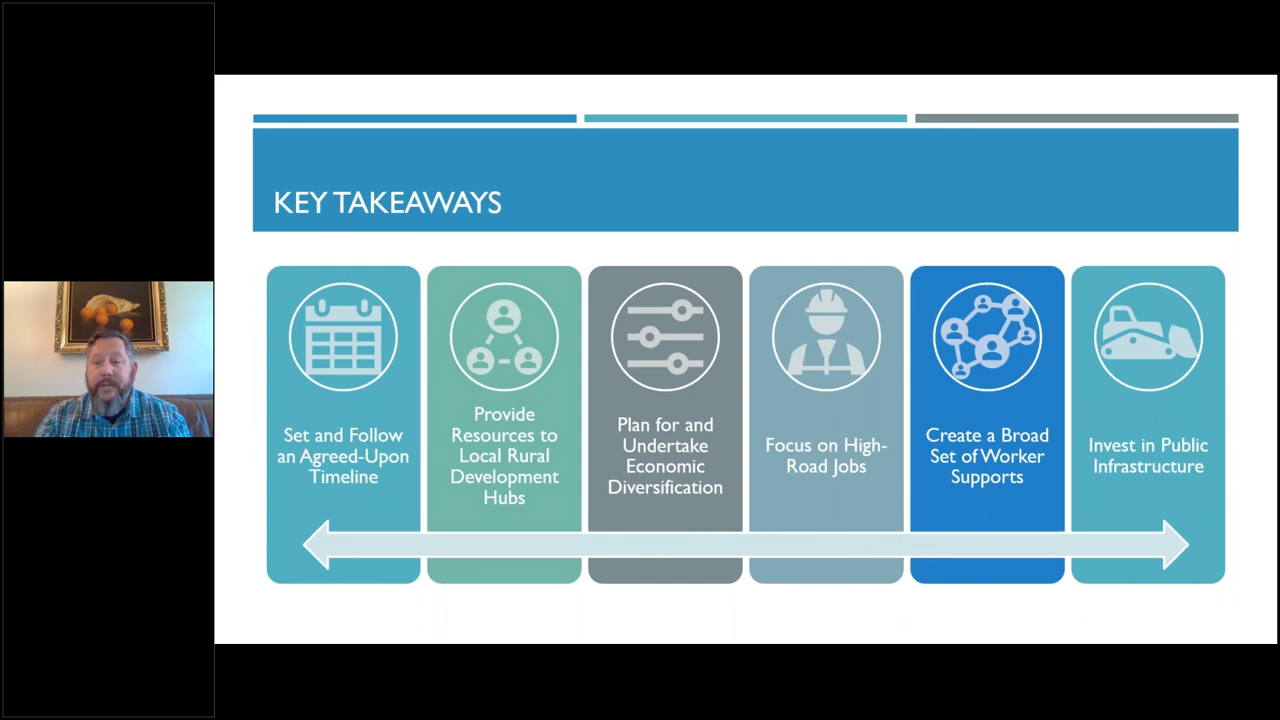 KEY TAKEAWAYS
Set and Follow
an Agreed-Upon
Timeline
Provide
Resources to
Local Rural
Development
Hubs
Plan for and
Undertake
Economic
Diversification
Focus on High-
Road Jobs
Create a Broad
Set of Worker
Supports
Invest in Public
Infrastructure